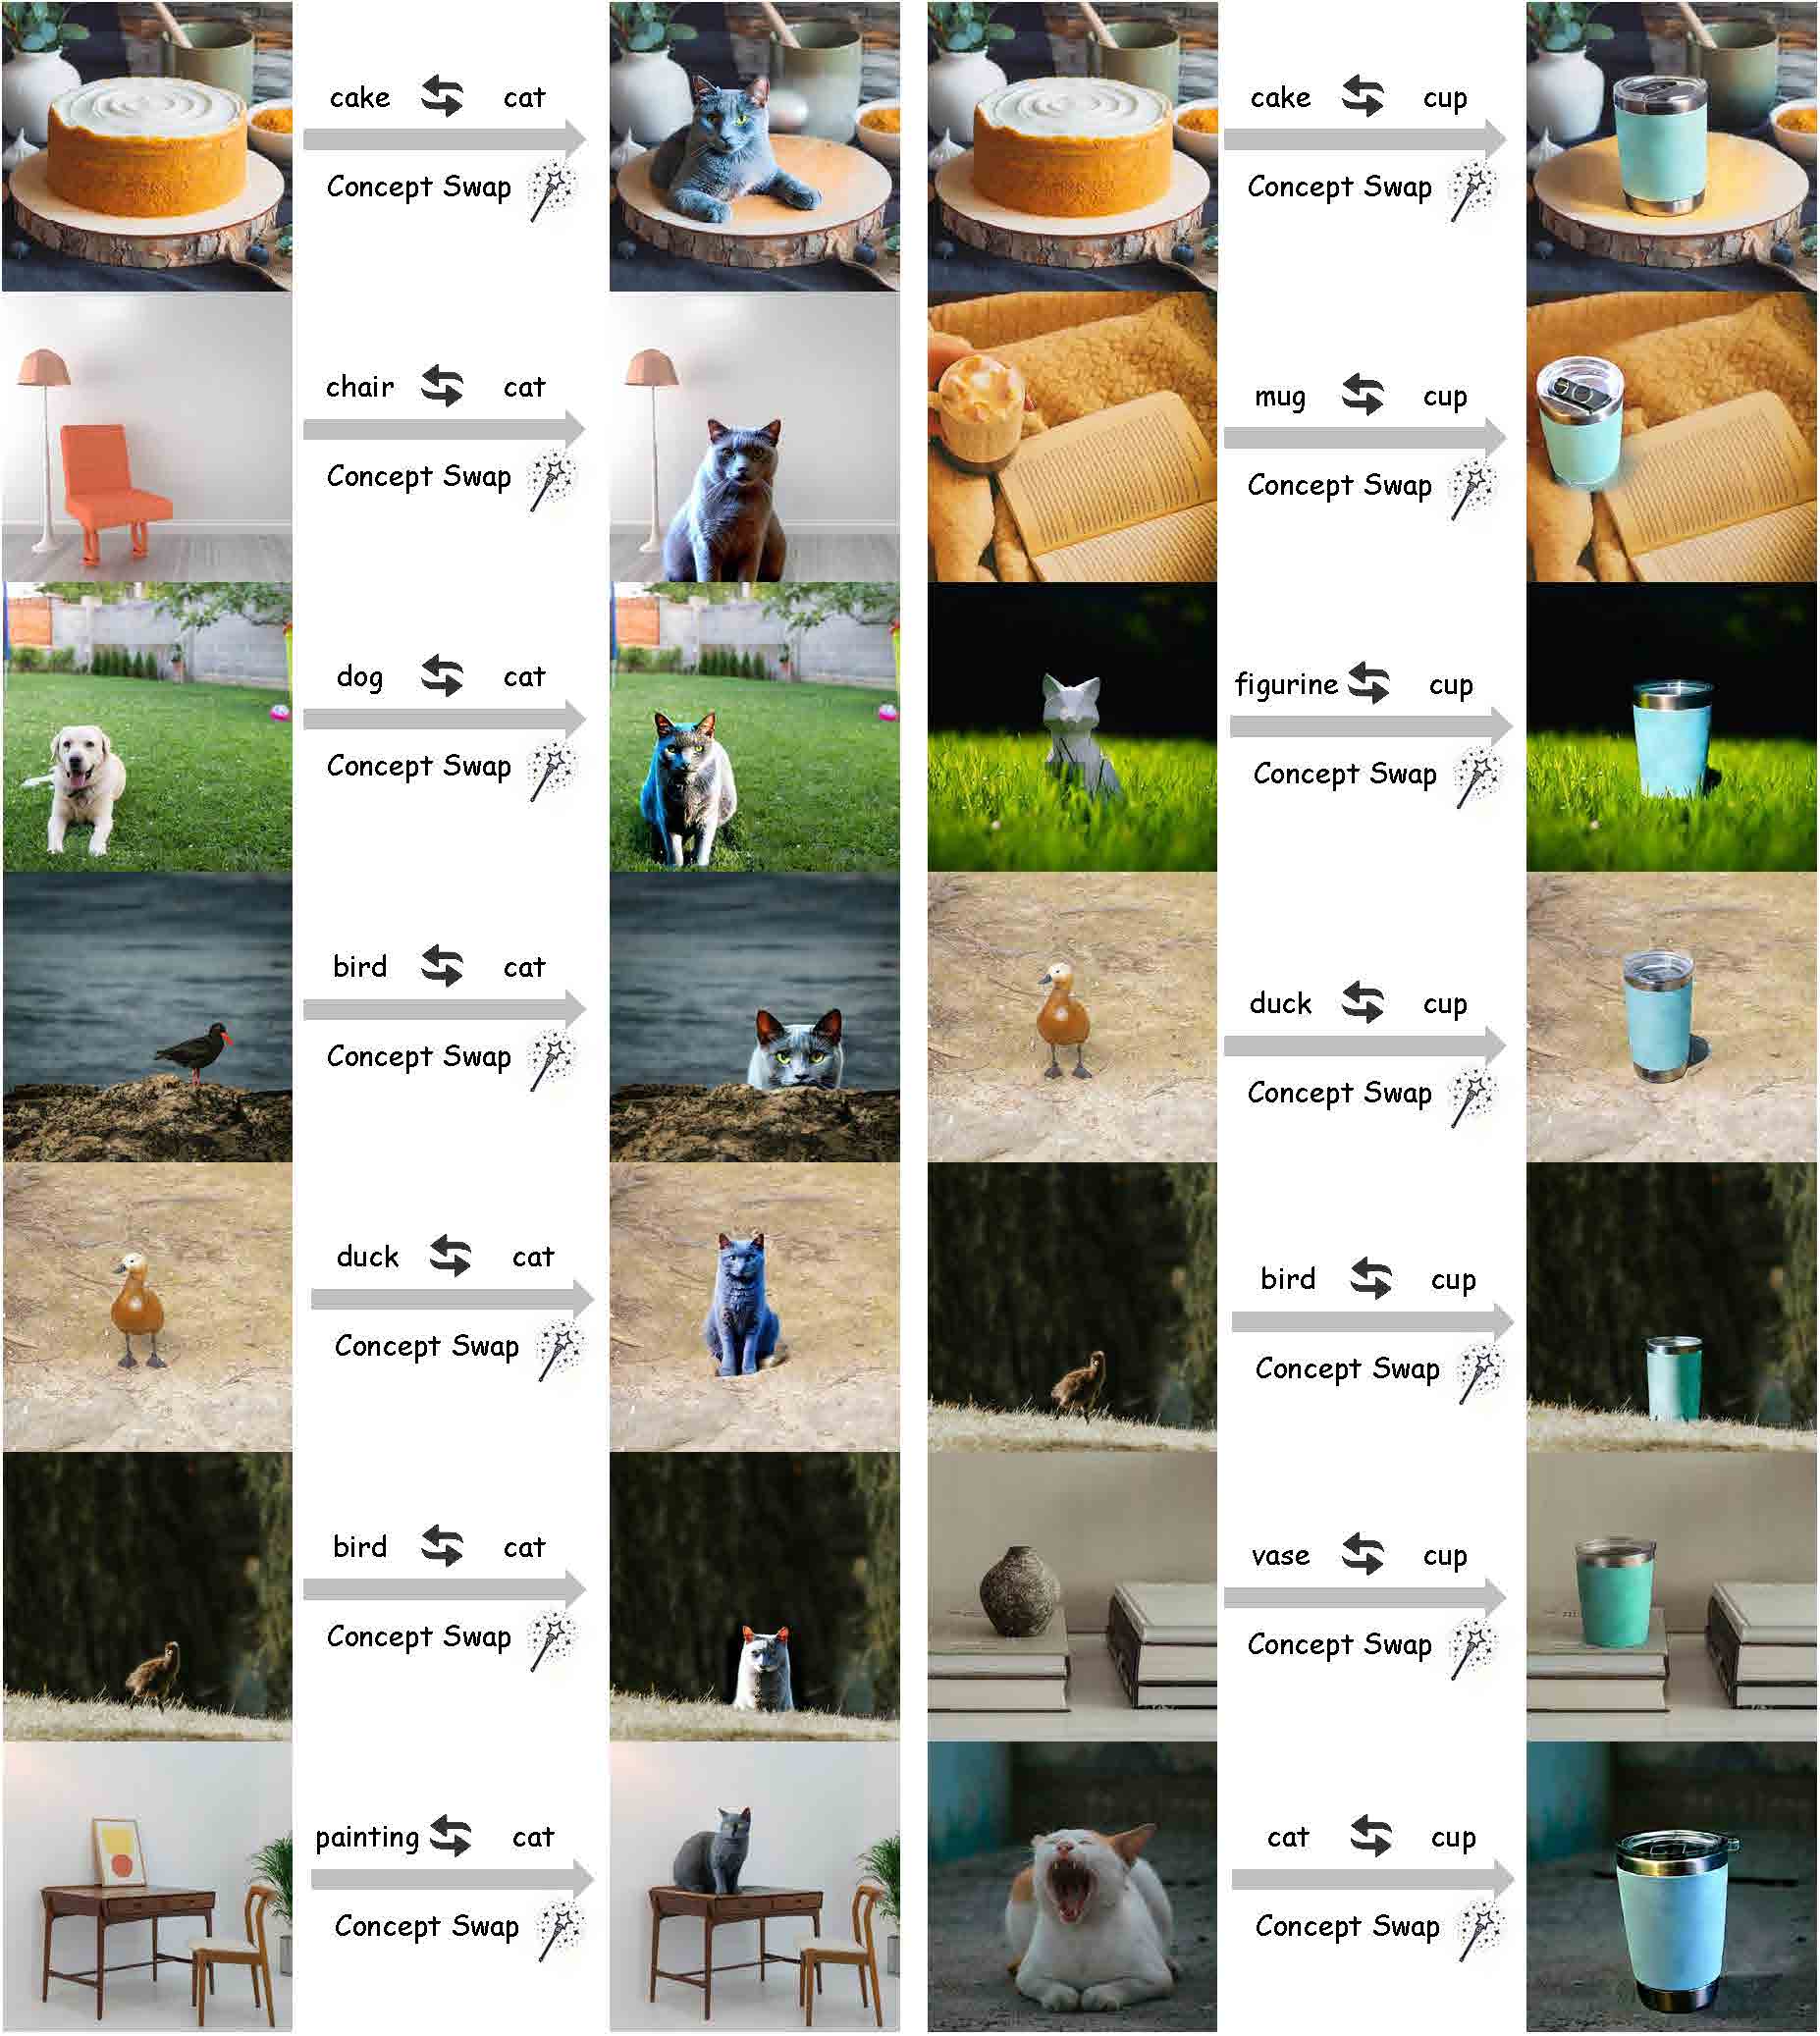 cake cat
Concept Swap
cake cup
Concept Swap
chair cat
Concept Swap
mug cup
Concept Swap
dog cat
Concept Swap
figurine cup
Concept Swap
bird cat
Concept Swap
duck cup
Concept Swap
duck cat
Concept Swap
bird cup
Concept Swap
bird cat
Concept Swap
vase cup
Concept Swap
painting cat
Concept Swap
cat cup
Concept Swap